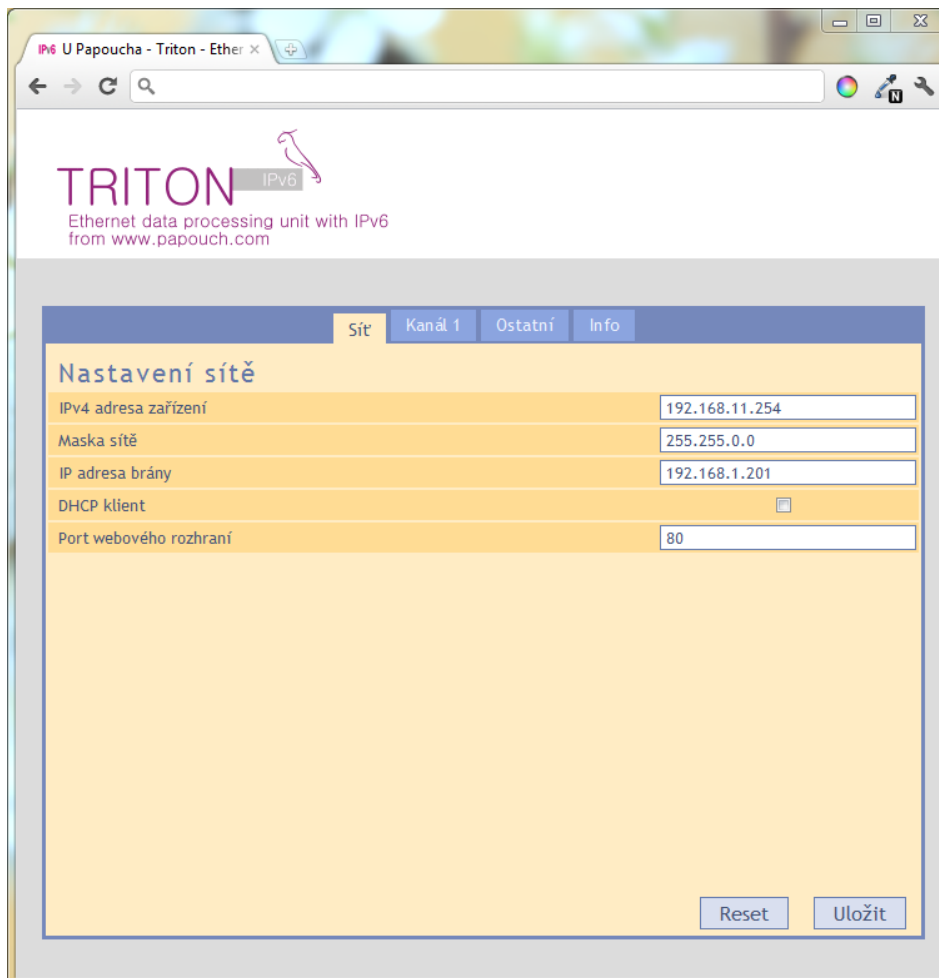 IPv6 U Papoucha - Triton - Ether
N
TRITON IPv6
Ethernet data processing unit with IPv6
from www.papouch.com
Síť Kanál 1 Ostatní Info
Nastavení sítě
IPv4 adresa zařízení 192.168.11.254
Maska sítě 255.255.0.0
IP adresa brány 192.168.1.201
DHCP klient
Port webového rozhraní 80
Reset Uložit